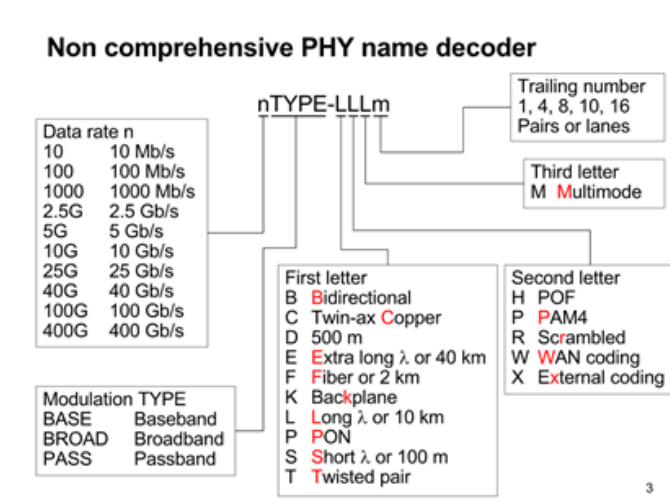 Non comprehensive PHY name decoder
nTYPE-LLLm
Trailing number
1, 4, 8, 10, 16
Pairs or lanes
Data rate n
10 10 Mb/s
100 100 Mb/s
1000 1000 Mb/s
2.5G 2.5 Gb/s
5G 5 Gb/s
10G 10 Gb/s
25G 25 Gb/s
40G 40 Gb/s
100G 100 Gb/s
400G 400 Gb/s
Third letter
M Multimode
First letter
B Bidirectional
C Twin-ax Copper
D 500 m
E Extra long λ or 40 km
F Fiber or 2 km
K Backplane
L Long λ or 10 km
P PON
S Short λ or 100 m
T Twisted pair
Second letter
H POF
P PAM4
R Scrambled
W WAN coding
X External coding
Modulation TYPE
BASE Baseband
BROAD Broadband
PASS Passband
3